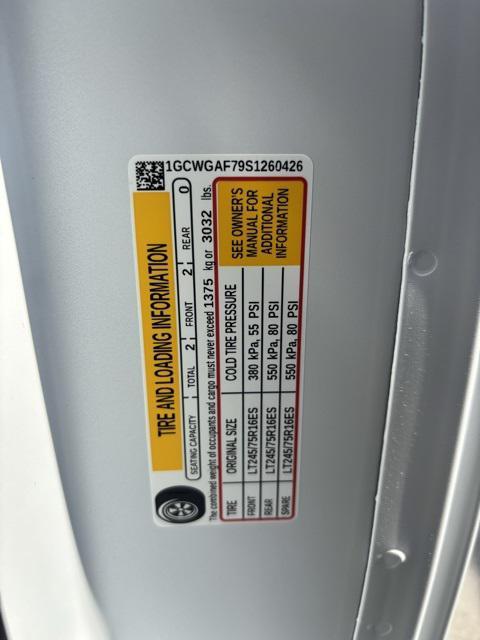 1GCWGAF79S1260426
TIRE AND LOADING INFORMATION
SEATING CAPACITY TOTAL 2 FRONT 2 REAR 0
The combined weight of occupants and cargo must never exceed 1375 kg or 3032 lbs.
TIRE ORIGINAL SIZE COLD TIRE PRESSURE
FRONT LT245/75R16ES 380 kPa, 55 PSI
REAR LT245/75R16ES 550 kPa, 80 PSI
SPARE LT245/75R16ES 550 kPa, 80 PSI
SEE OWNER'S
MANUAL FOR
ADDITIONAL
INFORMATION